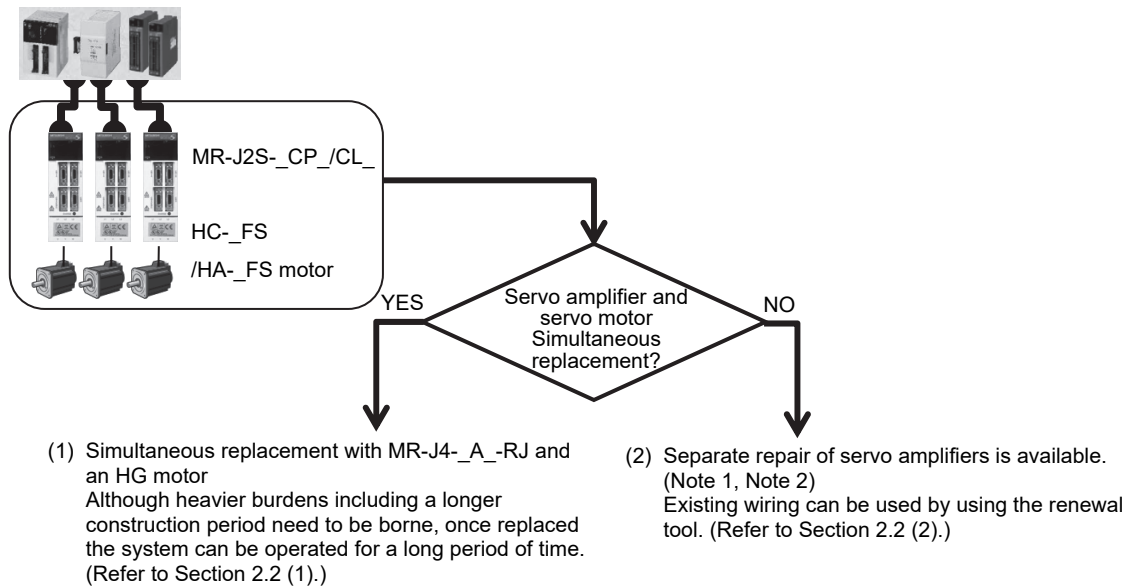 MR-J2S-_CP_/CL_
HC-_FS
/HA-_FS motor
Servo amplifier and
servo motor
Simultaneous
replacement?
YES
NO
(1) Simultaneous replacement with MR-J4-_A_-RJ and
an HG motor
Although heavier burdens including a longer
construction period need to be borne, once replaced
the system can be operated for a long period of time.
(Refer to Section 2.2 (1).)
(2) Separate repair of servo amplifiers is available.
(Note 1, Note 2)
Existing wiring can be used by using the renewal
tool. (Refer to Section 2.2 (2).)